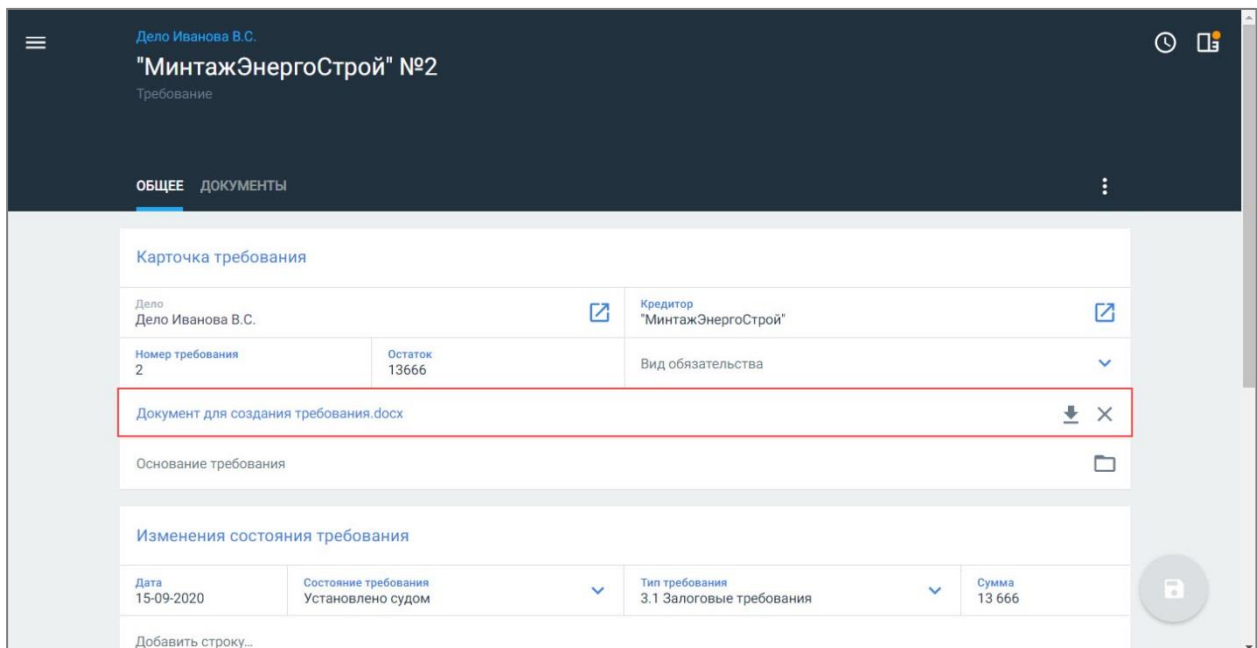 Дело Иванова В.С.
"МинтажЭнергоСтрой" №2
Требование
ОБЩЕЕ ДОКУМЕНТЫ
Карточка требования
Дело
Дело Иванова В.С.
Кредитор
"МинтажЭнергоСтрой"
Номер требования
2
Остаток
13666
Вид обязательства
Документ для создания требования.docx
Основание требования
Изменения состояния требования
Дата
15-09-2020
Состояние требования
Установлено судом
Тип требования
3.1 Залоговые требования
Сумма
13 666
Добавить строку...